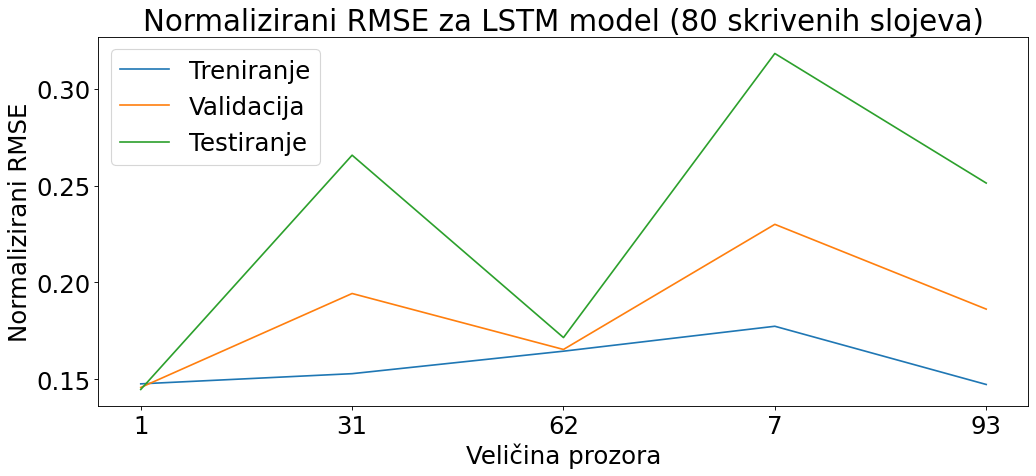 Normalizirani RMSE za LSTM model (80 skrivenih slojeva)
Treniranje
Validacija
Testiranje
Normalizirani RMSE
0.30
0.25
0.20
0.15
1 31 62 7 93
Veličina prozora